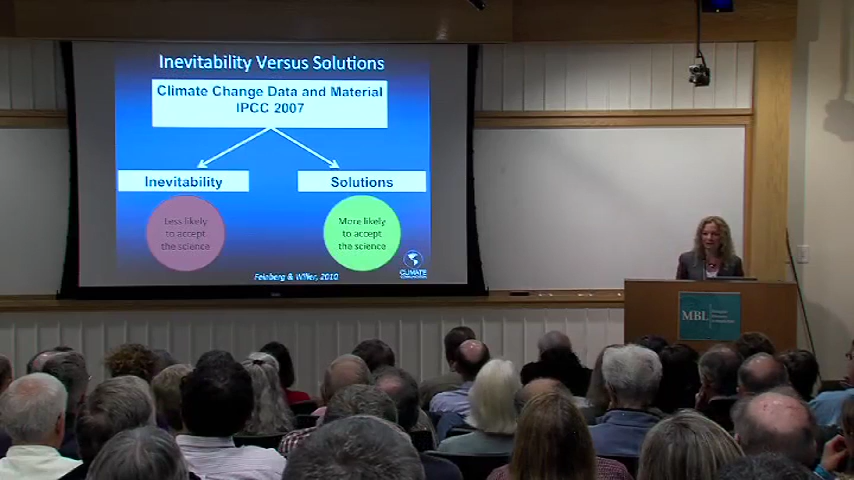 Inevitability Versus Solutions
Climate Change Data and Material
IPCC 2007
Inevitability
Solutions
Less likely
to accept
the science
More likely
to accept
the science
Feinberg & Willer, 2010
CLIMATE
MBL